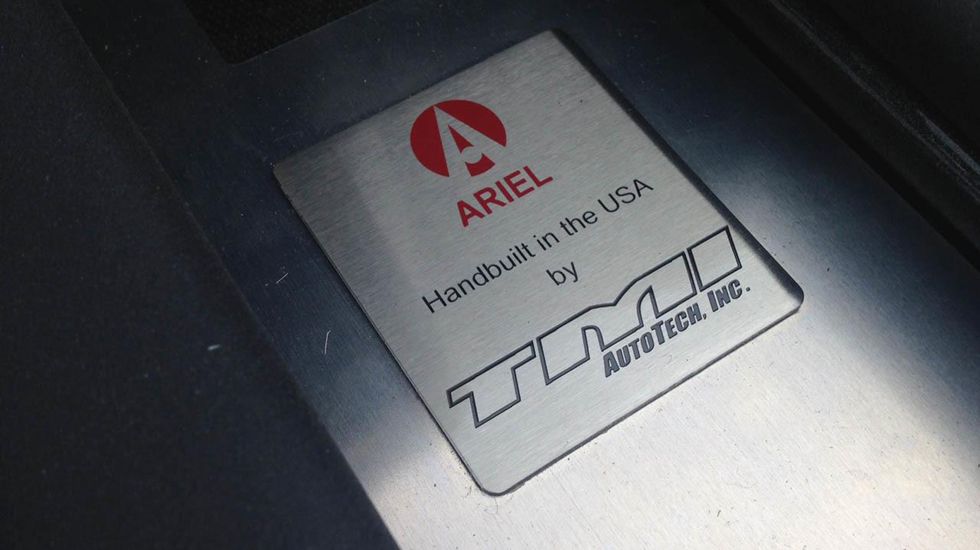 ARIEL
Handbuilt in the USA
by
TMI
AUTOTECH, INC.